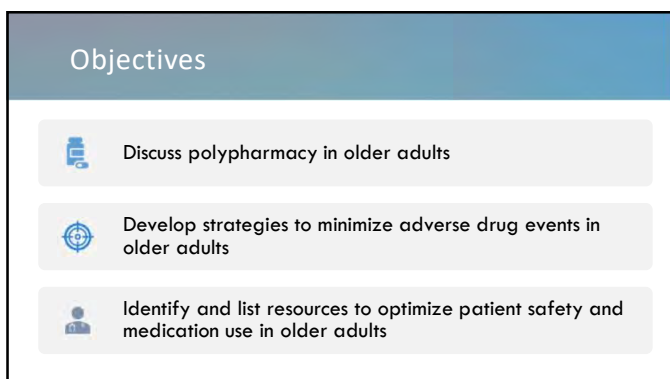 Objectives
Discuss polypharmacy in older adults
Develop strategies to minimize adverse drug events in
older adults
Identify and list resources to optimize patient safety and
medication use in older adults